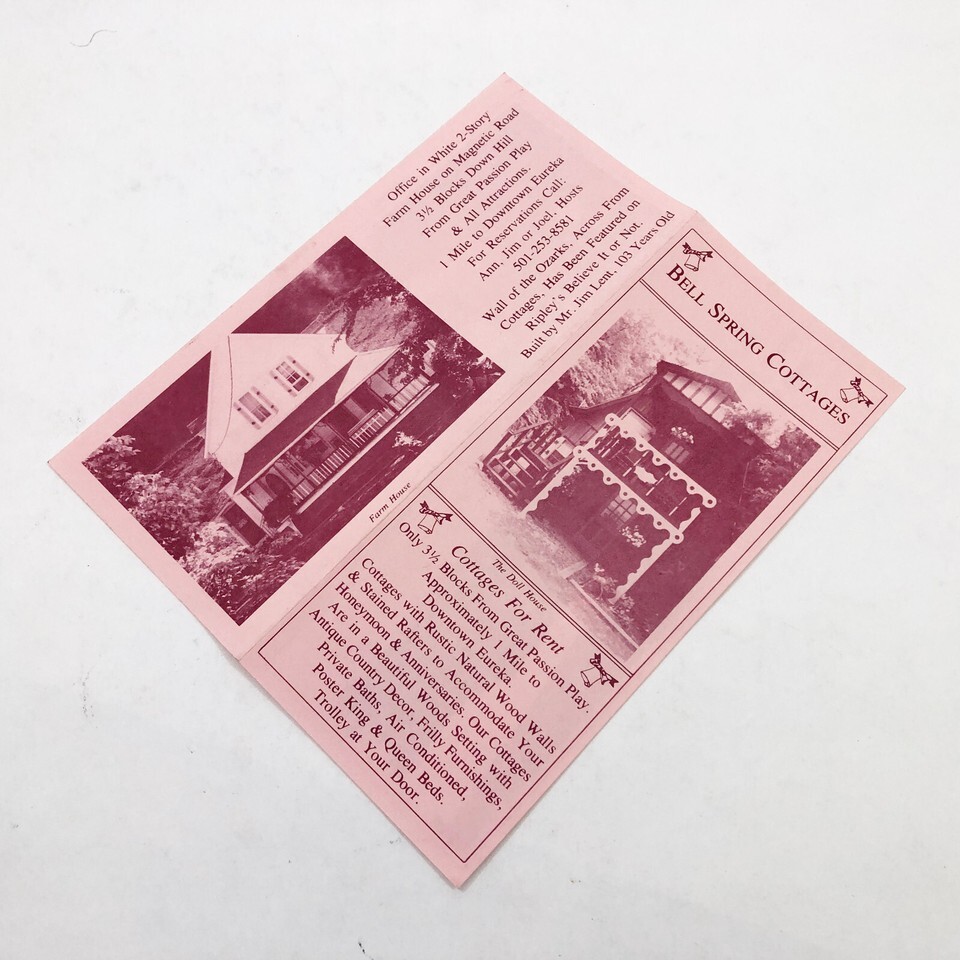 Office in White 2-Story
Farm House on Magnetic Road
3½ Blocks Down Hill
From Great Passion Play
& All Attractions.
1 Mile to Downtown Eureka
For Reservations Call:
Ann, Jim or Joel, Hosts
501-253-8581
Wall of the Ozarks, Across From
Cottages, Has Been Featured on
Ripley's Believe It or Not.
Built by Mr. Jim Lent, 103 Years Old
Farm House
BELL SPRING COTTAGES
The Doll House
Cottages For Rent
Only 3½ Blocks From Great Passion Play.
Approximately 1 Mile to
Downtown Eureka.
Cottages with Rustic Natural Wood Walls
& Stained Rafters to Accommodate Your
Honeymoon & Anniversaries. Our Cottages
Are in a Beautiful Woods Setting with
Antique Country Decor, Frilly Furnishings,
Private Baths, Air Conditioned,
Poster King & Queen Beds.
Trolley at Your Door.